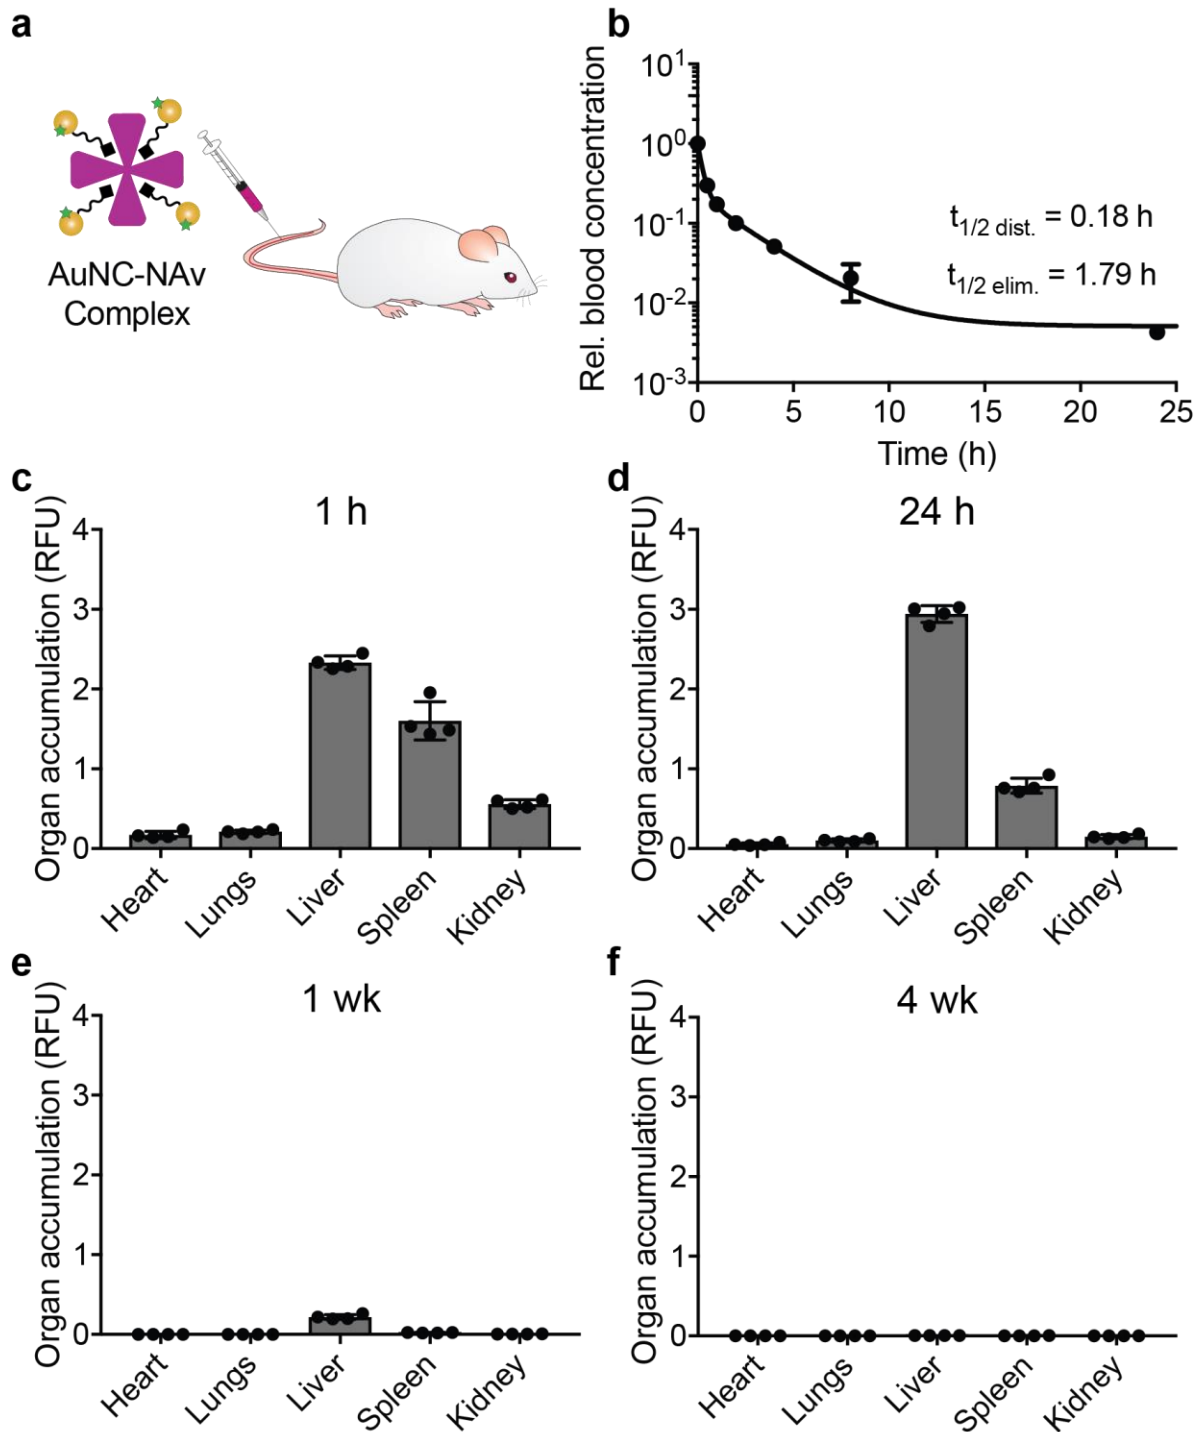 a
AuNC-NAv
Complex
b
Rel. blood concentration
10^1
10^0
10^-1
10^-2
10^-3
t1/2 dist. = 0.18 h
t1/2 elim. = 1.79 h
0 5 10 15 20 25
Time (h)
c
1 h
Organ accumulation (RFU)
4
3
2
1
0
Heart Lungs Liver Spleen Kidney
d
24 h
Organ accumulation (RFU)
4
3
2
1
0
Heart Lungs Liver Spleen Kidney
e
1 wk
Organ accumulation (RFU)
4
3
2
1
0
Heart Lungs Liver Spleen Kidney
f
4 wk
Organ accumulation (RFU)
4
3
2
1
0
Heart Lungs Liver Spleen Kidney